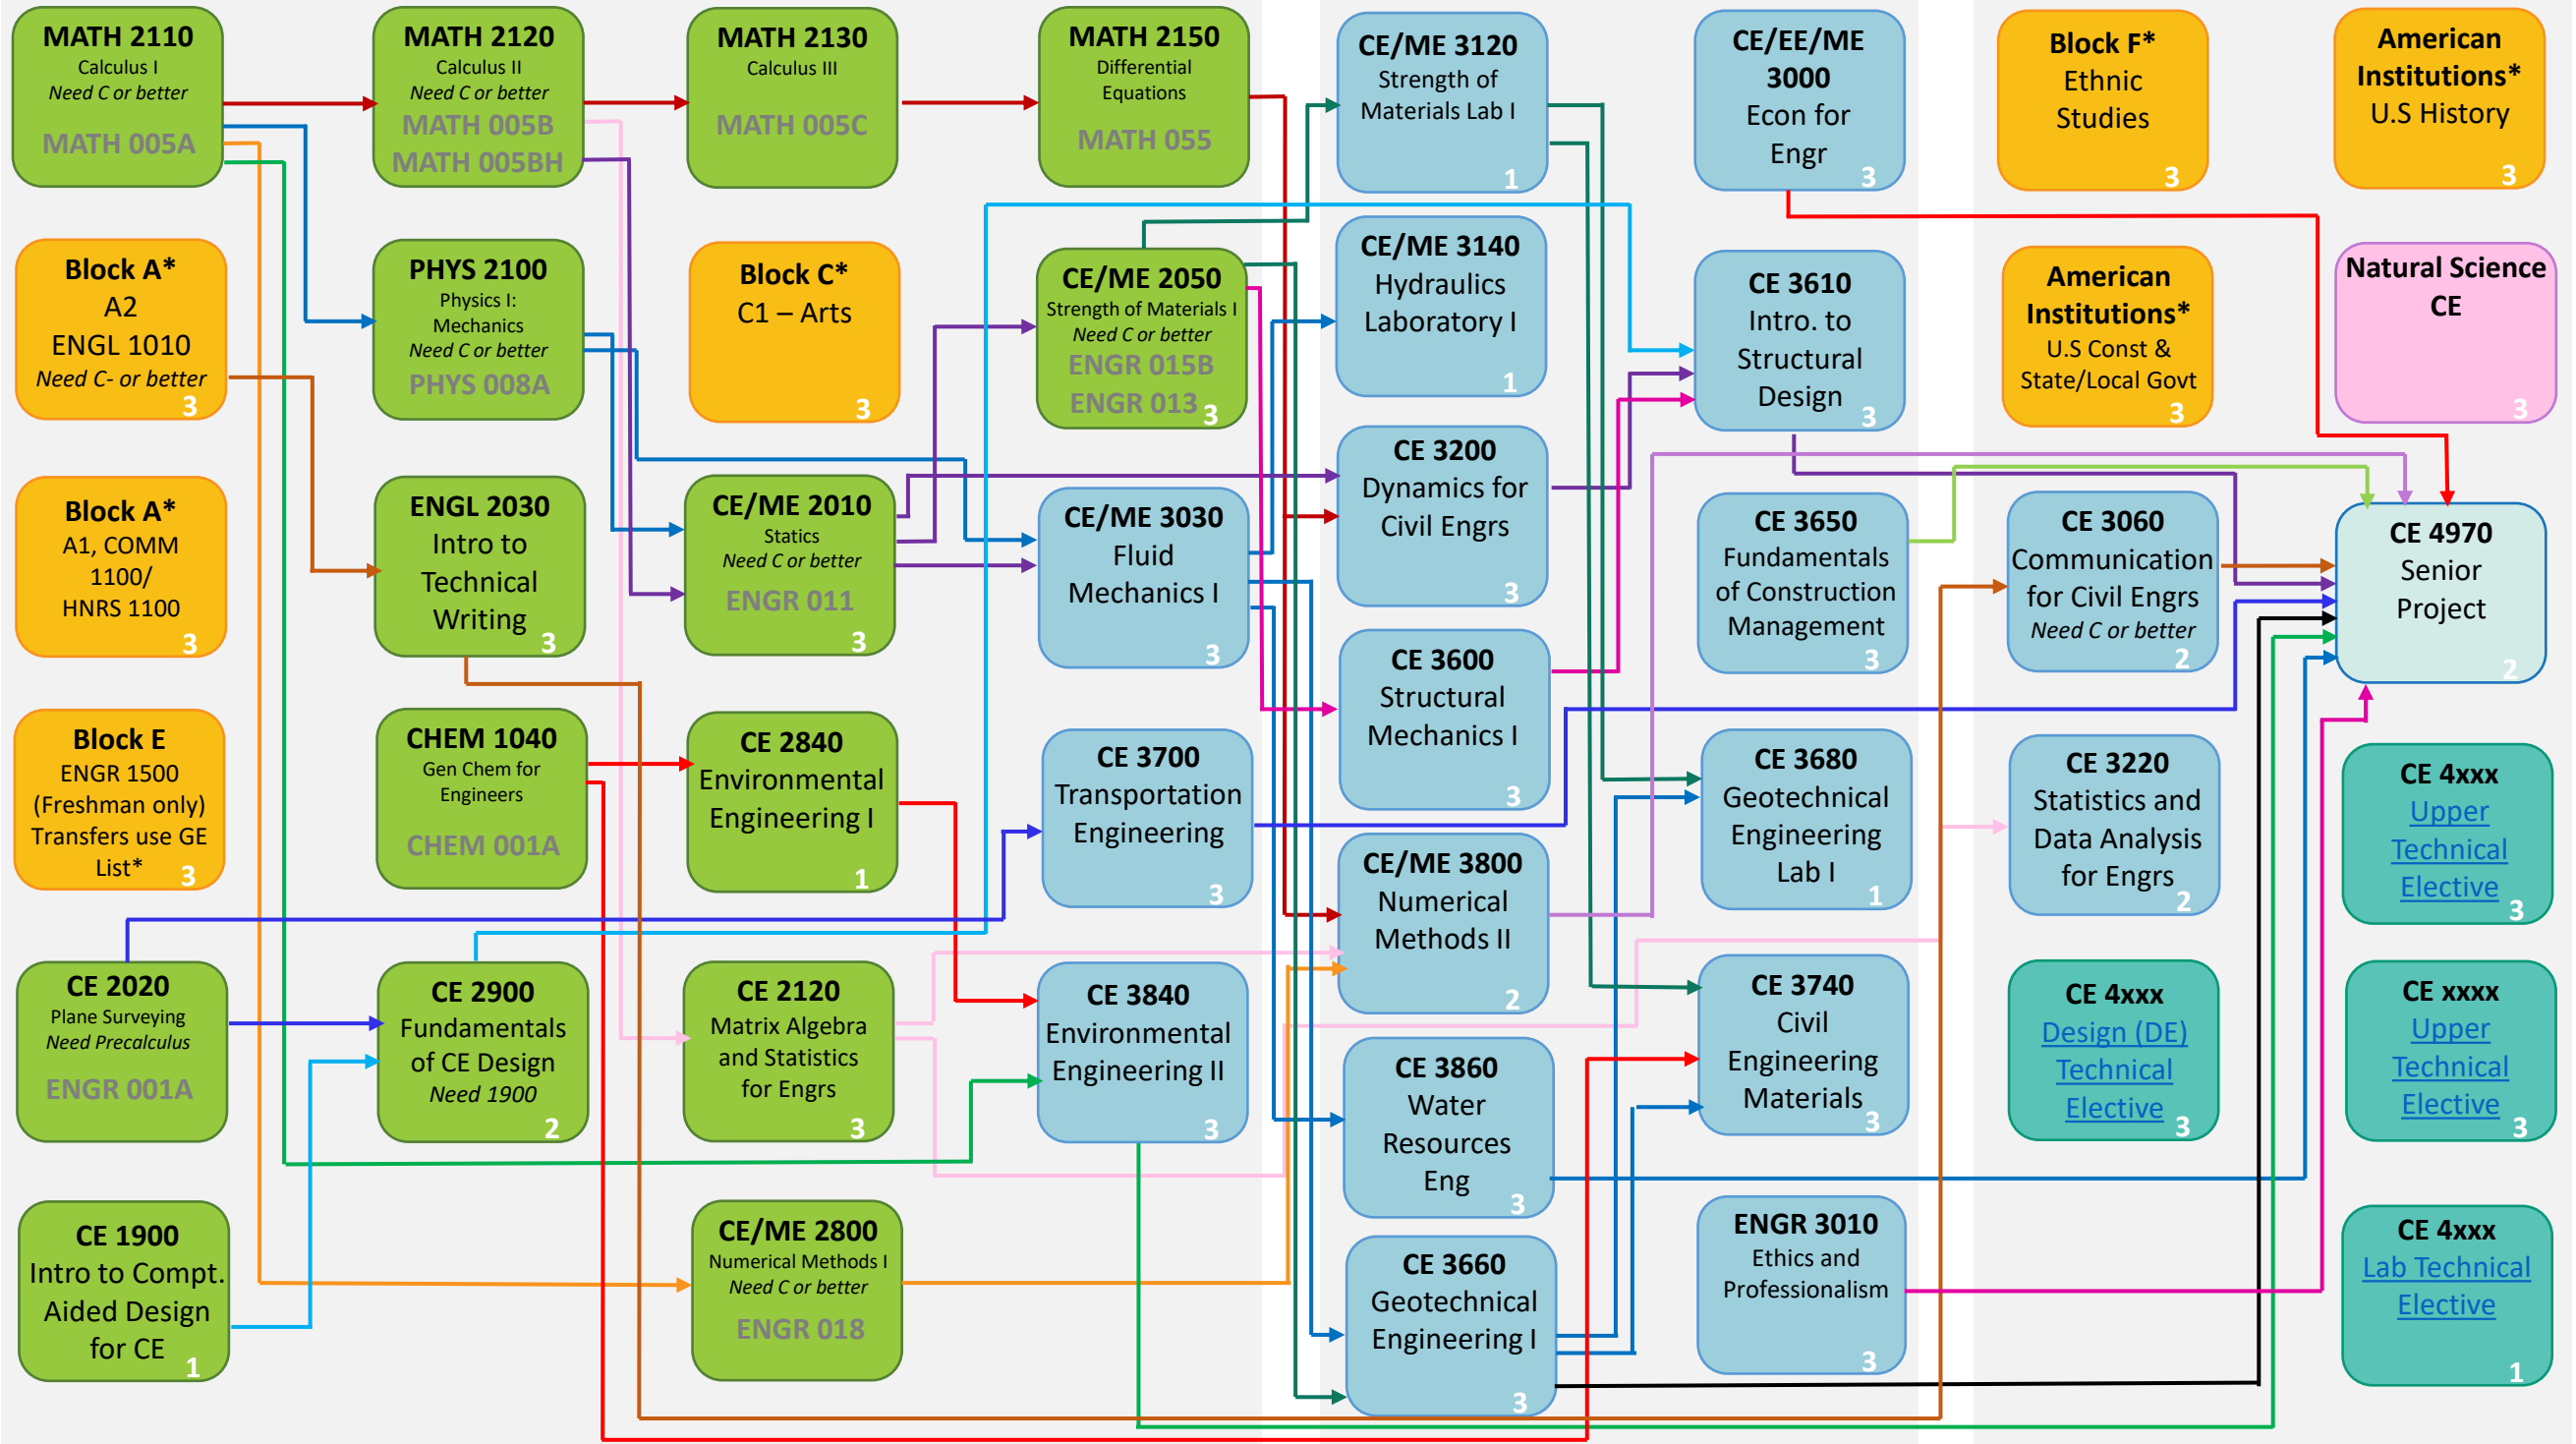 MATH 2110
Calculus I
Need C or better
MATH 005A
Block A*
A2
ENGL 1010
Need C- or better
3
Block A*
A1, COMM
1100/
HNRS 1100
3
Block E
ENGR 1500
(Freshman only)
Transfers use GE
List*
3
CE 2020
Plane Surveying
Need Precalculus
ENGR 001A
CE 1900
Intro to Compt.
Aided Design
for CE
1
MATH 2120
Calculus II
Need C or better
MATH 005B
MATH 005BH
PHYS 2100
Physics I:
Mechanics
Need C or better
PHYS 008A
ENGL 2030
Intro to
Technical
Writing
3
CHEM 1040
Gen Chem for
Engineers
CHEM 001A
CE 2900
Fundamentals
of CE Design
Need 1900
2
MATH 2130
Calculus III
MATH 005C
Block C*
C1 – Arts
3
CE/ME 2010
Statics
Need C or better
ENGR 011
3
CE 2840
Environmental
Engineering I
1
CE 2120
Matrix Algebra
and Statistics
for Engrs
3
CE/ME 2800
Numerical Methods I
Need C or better
ENGR 018
MATH 2150
Differential
Equations
MATH 055
CE/ME 2050
Strength of Materials I
Need C or better
ENGR 015B
ENGR 013
3
CE/ME 3030
Fluid
Mechanics I
3
CE 3700
Transportation
Engineering
3
CE 3840
Environmental
Engineering II
3
CE/ME 3120
Strength of
Materials Lab I
1
CE/ME 3140
Hydraulics
Laboratory I
1
CE 3200
Dynamics for
Civil Engrs
3
CE 3600
Structural
Mechanics I
3
CE/ME 3800
Numerical
Methods II
2
CE 3860
Water
Resources
Eng
3
CE 3660
Geotechnical
Engineering I
3
CE/EE/ME
3000
Econ for
Engr
3
CE 3610
Intro. to
Structural
Design
3
CE 3650
Fundamentals
of Construction
Management
3
CE 3680
Geotechnical
Engineering
Lab I
1
CE 3740
Civil
Engineering
Materials
3
ENGR 3010
Ethics and
Professionalism
3
Block F*
Ethnic
Studies
3
American
Institutions*
U.S Const &
State/Local Govt
3
CE 3060
Communication
for Civil Engrs
Need C or better
2
CE 3220
Statistics and
Data Analysis
for Engrs
2
CE 4xxx
Design (DE)
Technical
Elective
3
American
Institutions*
U.S History
3
Natural Science
CE
3
CE 4970
Senior
Project
2
CE 4xxx
Upper
Technical
Elective
3
CE xxxx
Upper
Technical
Elective
3
CE 4xxx
Lab Technical
Elective
1